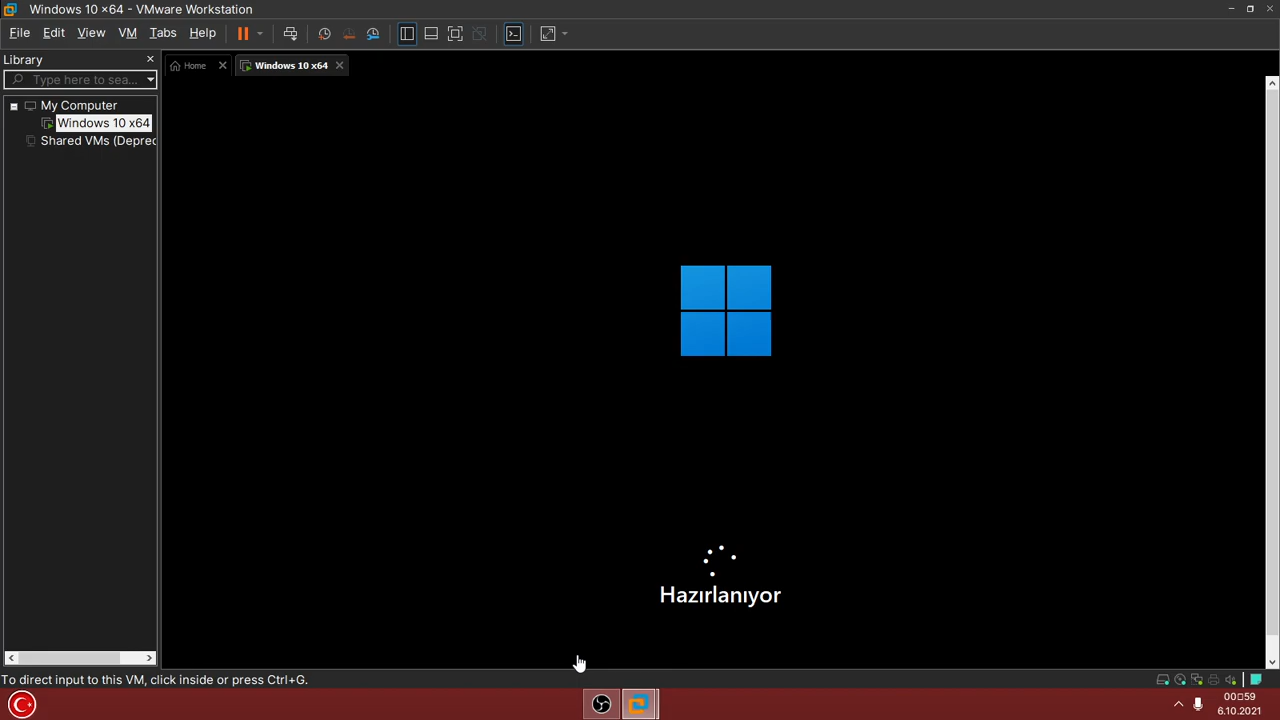 Windows 10 ×64 - VMware Workstation
File Edit View VM Tabs Help
Library
Home
Windows 10 x64
Type here to sea...
My Computer
Windows 10 x64
Shared VMs (Deprec
Hazırlanıyor
To direct input to this VM, click inside or press Ctrl+G.
00□59
6.10.2021